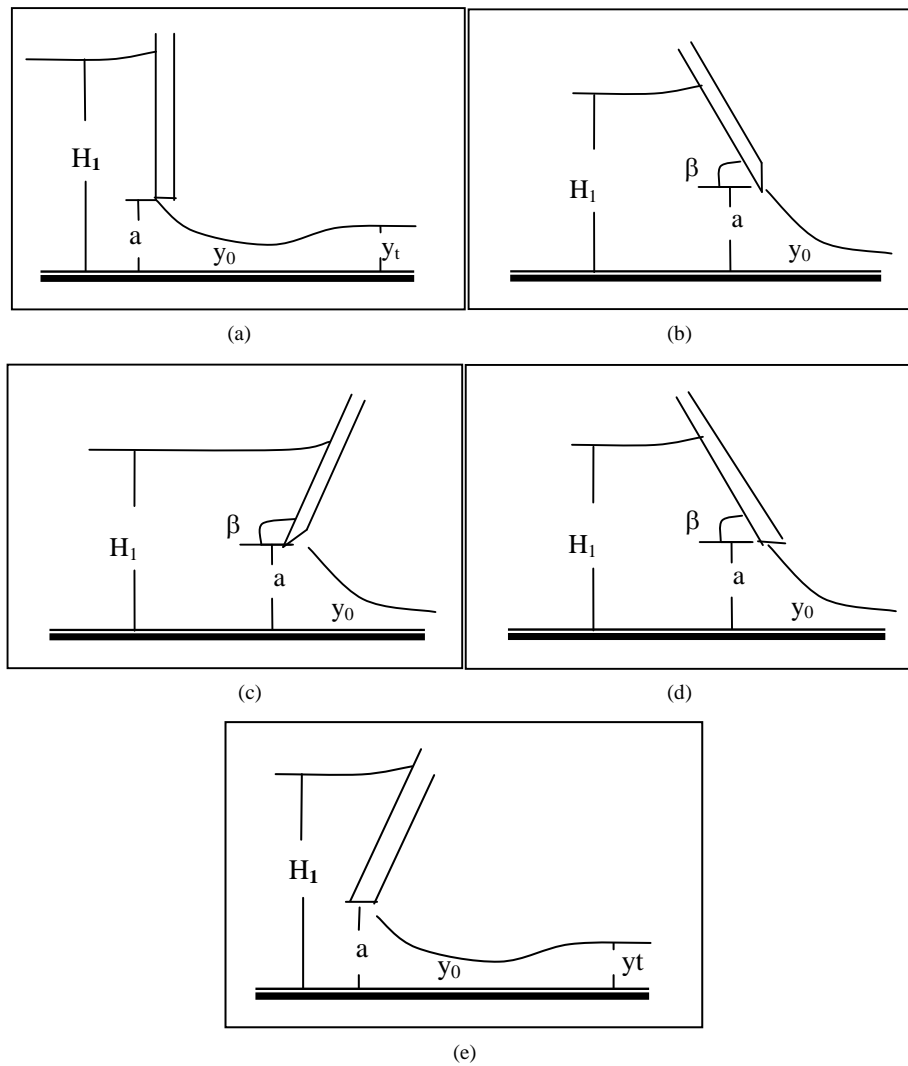 H₁
a
y₀
yₜ
(a)
β
H₁
a
y₀
(b)
β
H₁
a
y₀
(c)
β
H₁
a
y₀
(d)
H₁
a
y₀
yt
(e)